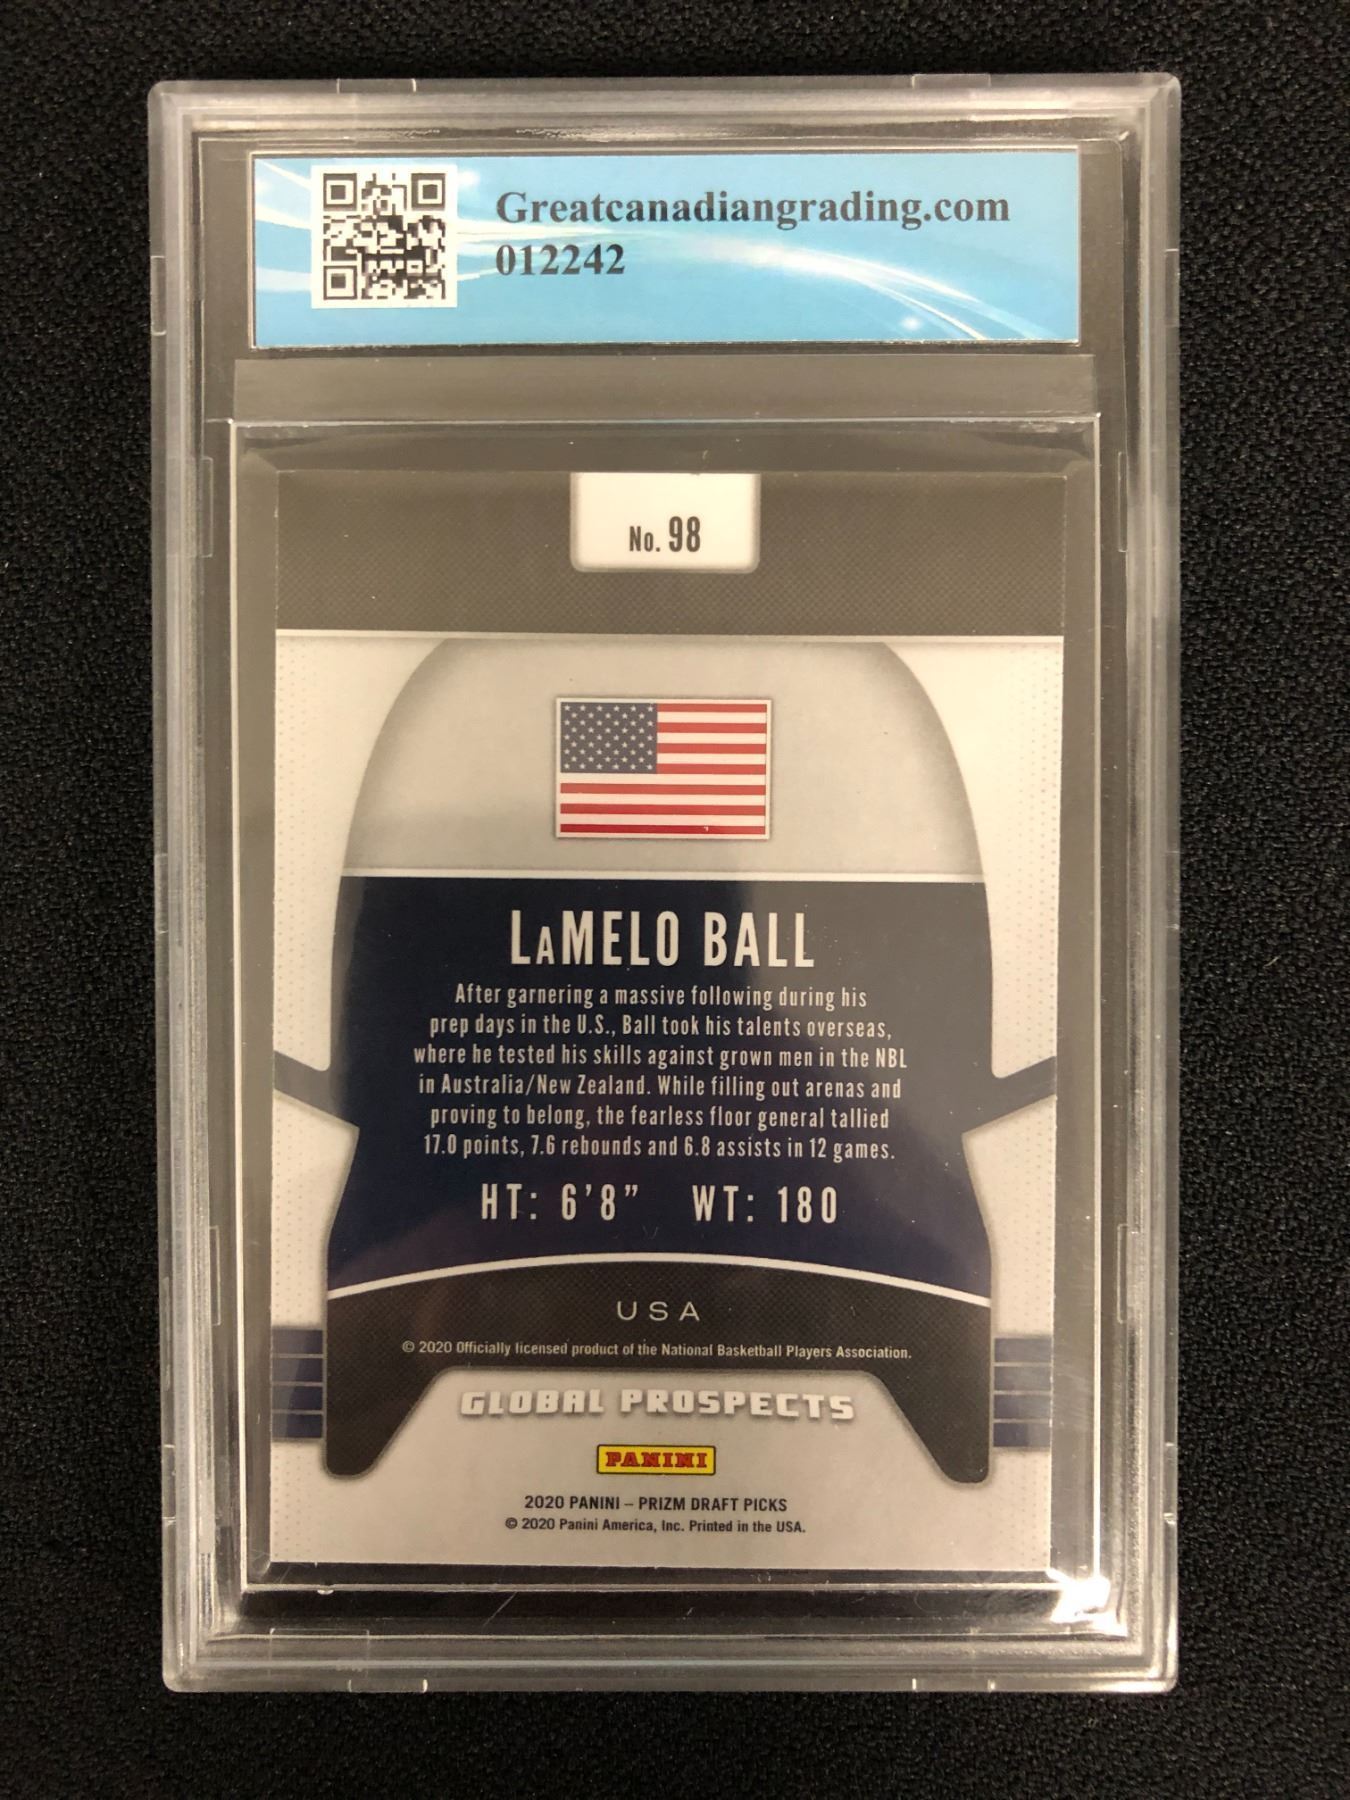 Greatcanadiangrading.com
012242
No. 98
LaMELO BALL
After garnering a massive following during his
prep days in the U.S., Ball took his talents overseas,
where he tested his skills against grown men in the NBL
in Australia/New Zealand. While filling out arenas and
proving to belong, the fearless floor general tallied
17.0 points, 7.6 rebounds and 6.8 assists in 12 games.
HT: 6'8" WT: 180
USA
© 2020 Officially licensed product of the National Basketball Players Association.
GLOBAL PROSPECTS
PANINI
2020 PANINI – PRIZM DRAFT PICKS
© 2020 Panini America, Inc. Printed in the USA.